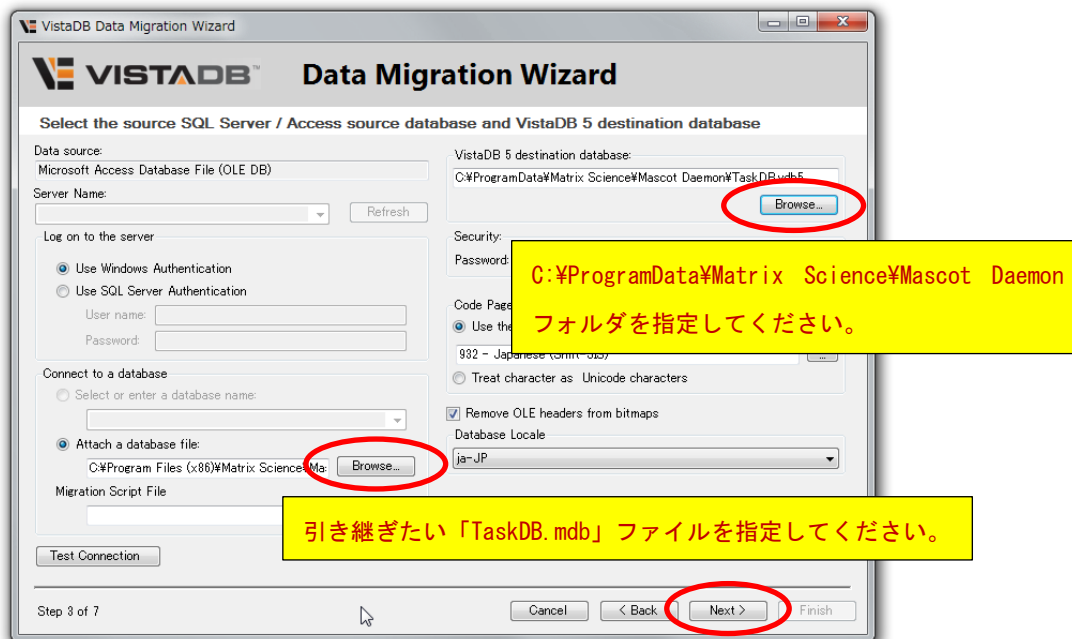 VistaDB Data Migration Wizard
VISTADB™ Data Migration Wizard
Select the source SQL Server / Access source database and VistaDB 5 destination database
Data source:
Microsoft Access Database File (OLE DB)
Server Name:
Refresh
Log on to the server
Use Windows Authentication
Use SQL Server Authentication
User name:
Password:
Connect to a database
Select or enter a database name:
Attach a database file:
C:¥Program Files (x86)¥Matrix Science¥Ma
Browse...
Migration Script File
Test Connection
VistaDB 5 destination database:
C:¥ProgramData¥Matrix Science¥Mascot Daemon¥TaskDB.vdb5
Browse...
Security:
Password:
Code Page
Use the
932 - Japanese (Shift-JIS)
...
Treat character as Unicode characters
Remove OLE headers from bitmaps
Database Locale
ja-JP
C:¥ProgramData¥Matrix Science¥Mascot Daemon
フォルダを指定してください。
引き継ぎたい「TaskDB.mdb」ファイルを指定してください。
Step 3 of 7
Cancel
< Back
Next >
Finish